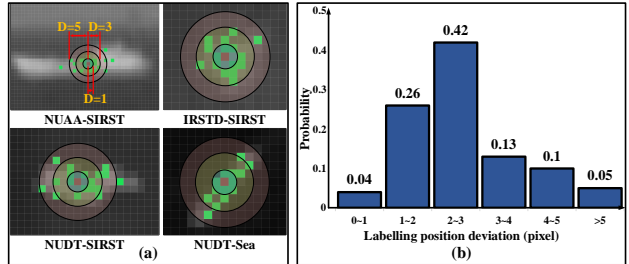 D=5
D=3
D=1
NUAA-SIRST
IRSTD-SIRST
NUDT-SIRST
(a)
NUDT-Sea
Probability
0.5
0.4
0.3
0.2
0.1
0
0.04
0.26
0.42
0.13
0.1
0.05
0~1
1~2
2~3
3~4
4~5
>5
Labelling position deviation (pixel)
(b)